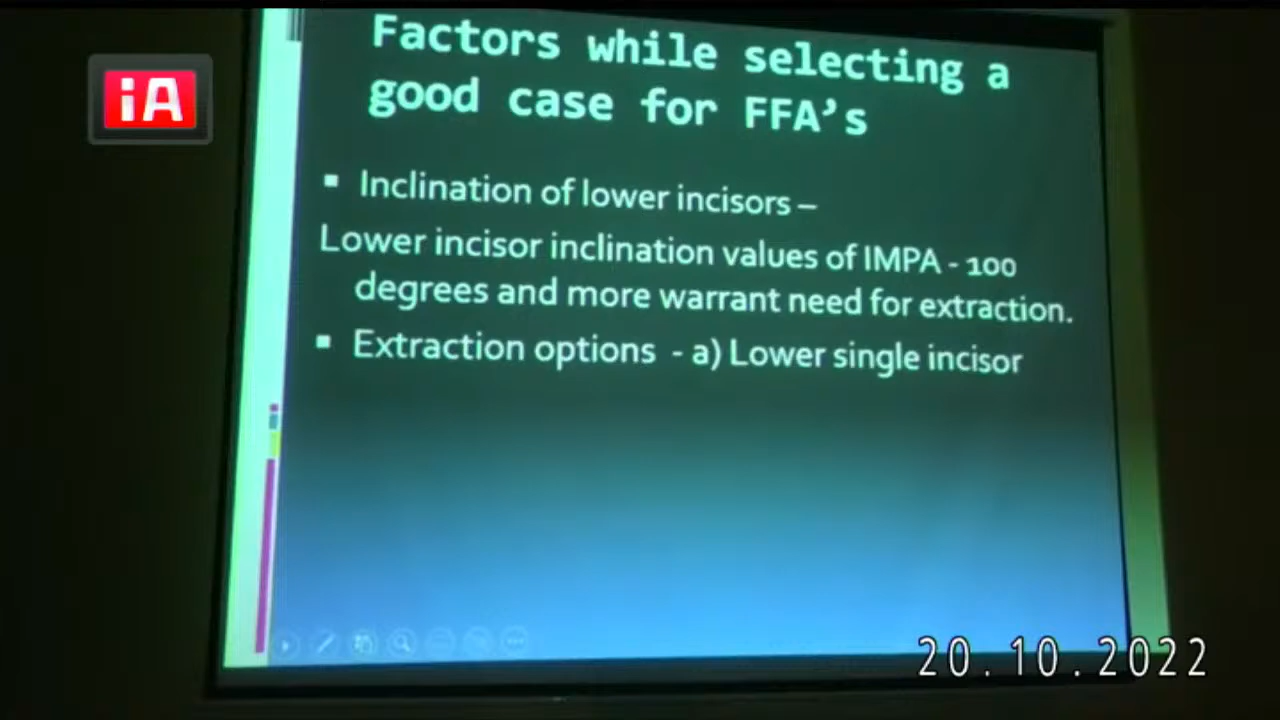 iA
Factors while selecting a
good case for FFA's
▪ Inclination of lower incisors –
Lower incisor inclination values of IMPA - 100
degrees and more warrant need for extraction.
▪ Extraction options - a) Lower single incisor
20.10.2022